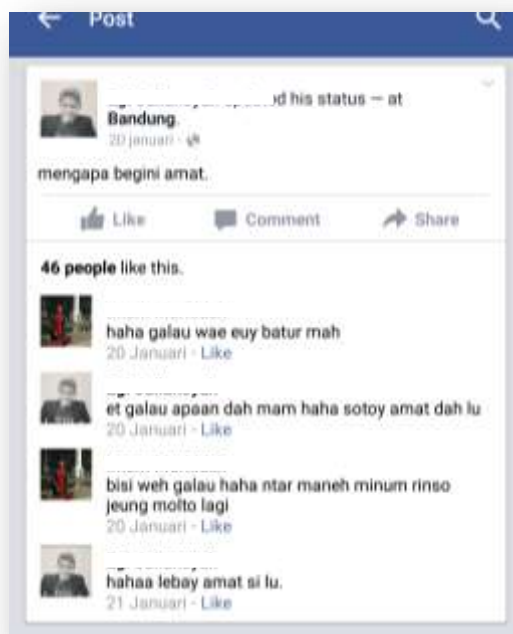 Post
his status — at
Bandung.
20 januari ·
mengapa begini amat.
Like Comment Share
46 people like this.
haha galau wae euy batur mah
20 Januari · Like
et galau apaan dah mam haha sotoy amat dah lu
20 Januari · Like
bisi weh galau haha ntar maneh minum rinso
jeung molto lagi
20 Januari · Like
hahaa lebay amat si lu.
21 Januari · Like